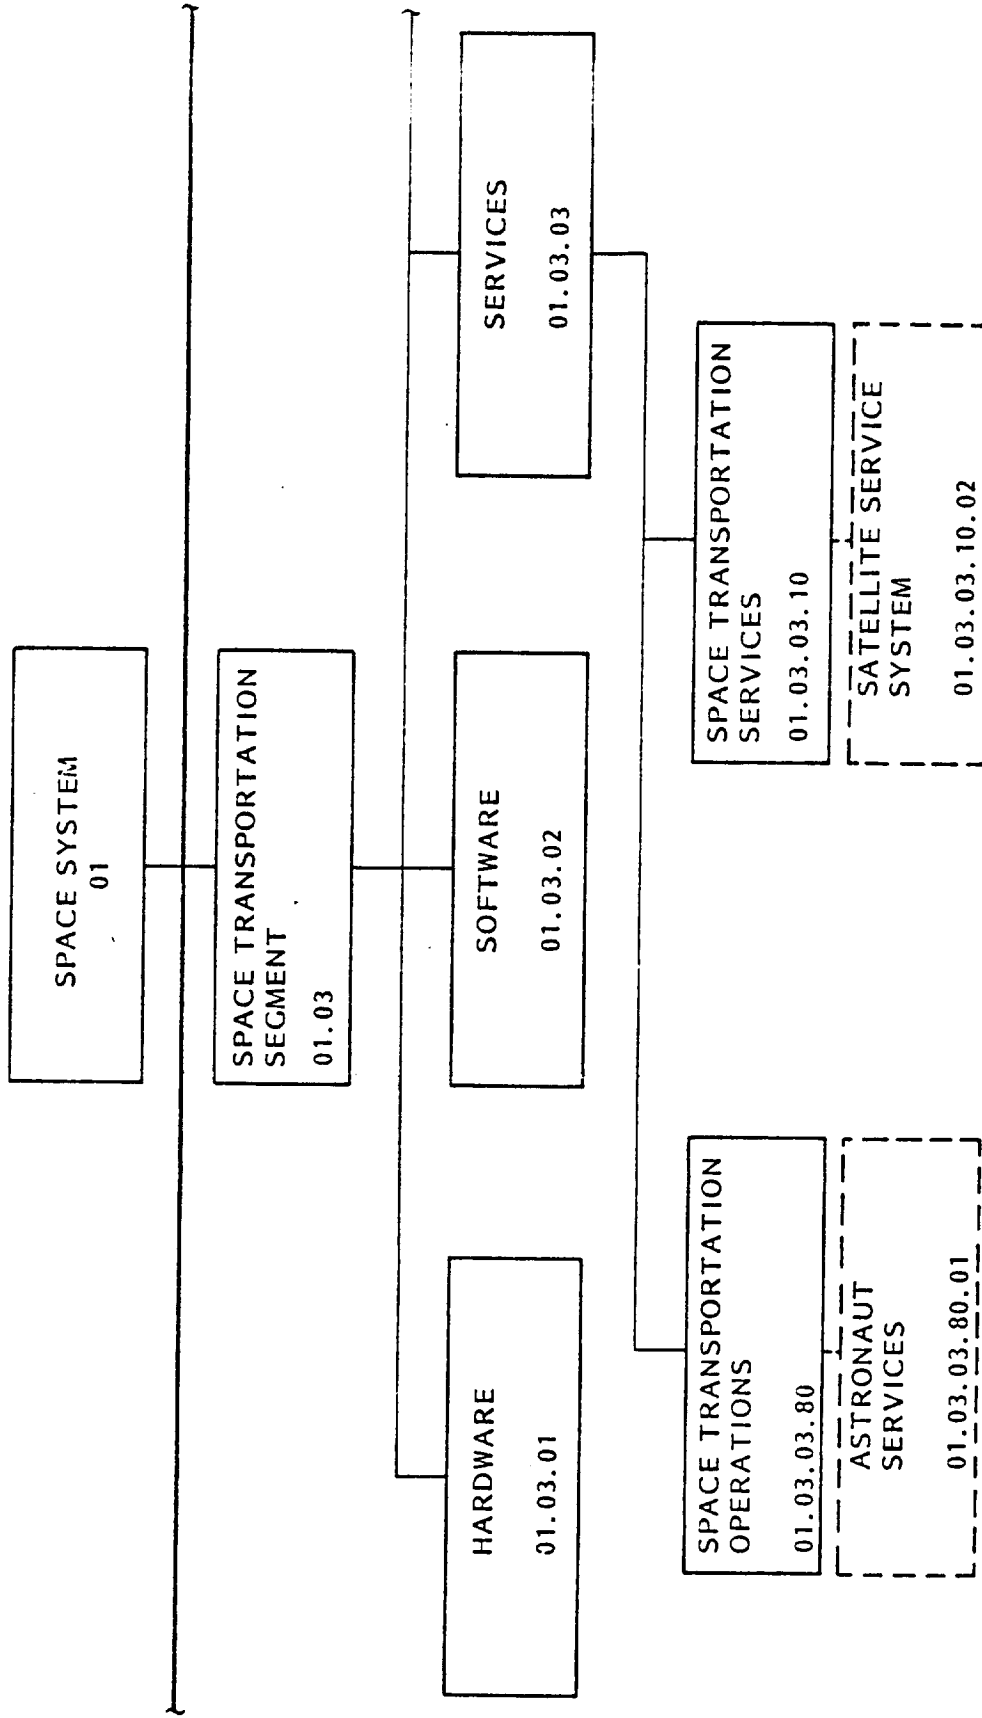 SPACE SYSTEM
01
SPACE TRANSPORTATION
SEGMENT
01.03
HARDWARE
01.03.01
SOFTWARE
01.03.02
SERVICES
01.03.03
SPACE TRANSPORTATION
OPERATIONS
01.03.03.80
ASTRONAUT
SERVICES
01.03.03.80.01
SPACE TRANSPORTATION
SERVICES
01.03.03.10
SATELLITE SERVICE
SYSTEM
01.03.03.10.02